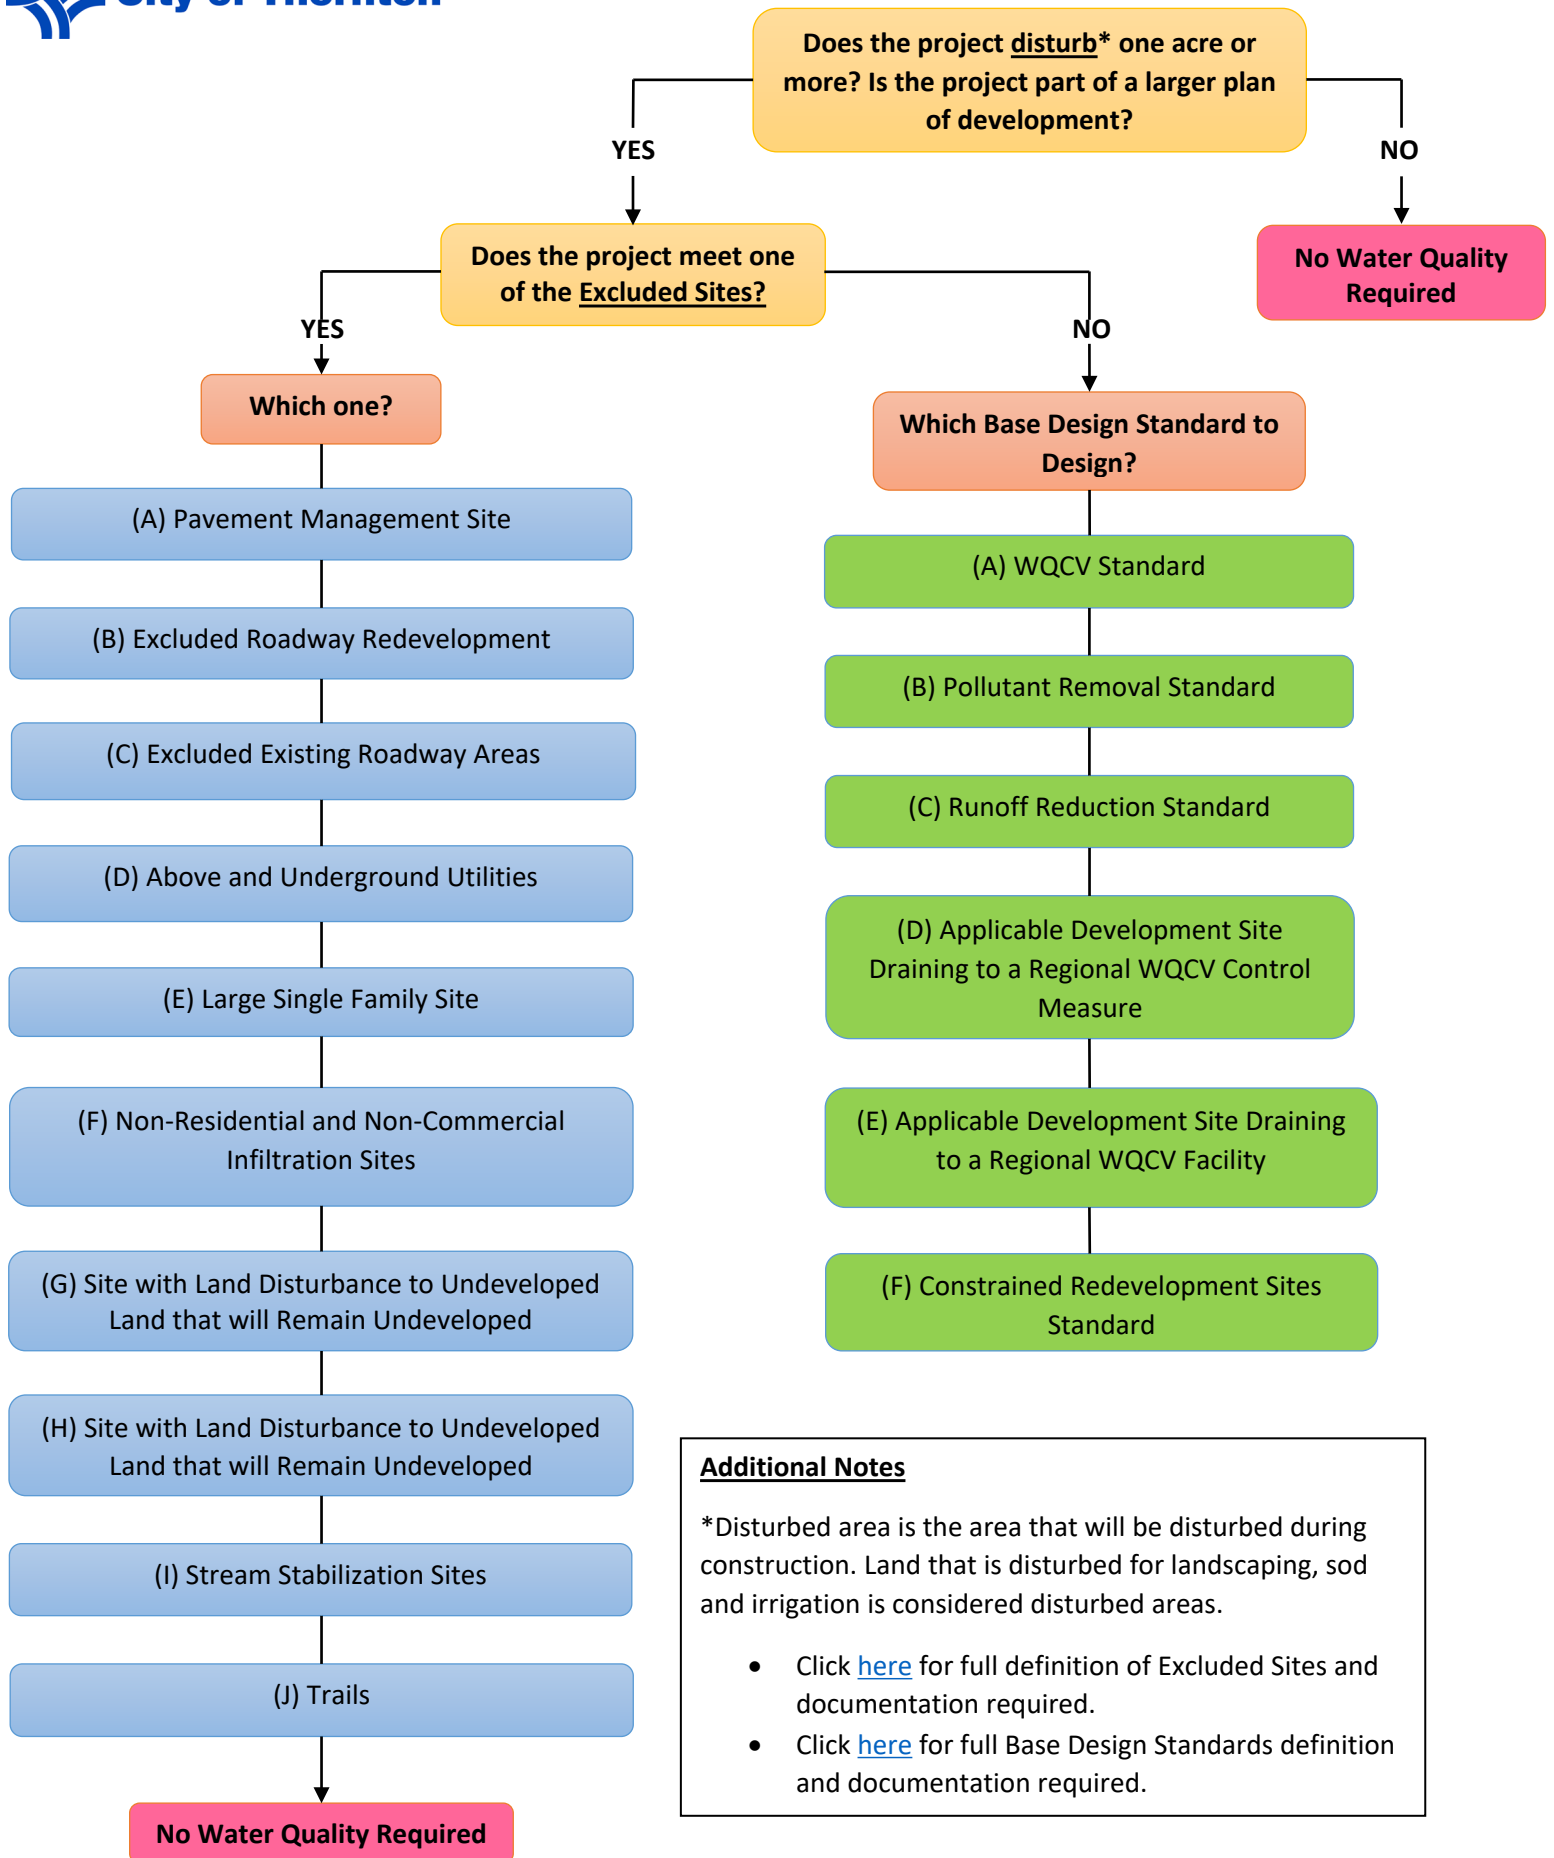 City of Thornton
Does the project disturb* one acre or
more? Is the project part of a larger plan
of development?
YES
NO
Does the project meet one
of the Excluded Sites?
No Water Quality
Required
YES
NO
Which one?
Which Base Design Standard to
Design?
(A) Pavement Management Site
(B) Excluded Roadway Redevelopment
(C) Excluded Existing Roadway Areas
(D) Above and Underground Utilities
(E) Large Single Family Site
(F) Non-Residential and Non-Commercial
Infiltration Sites
(G) Site with Land Disturbance to Undeveloped
Land that will Remain Undeveloped
(H) Site with Land Disturbance to Undeveloped
Land that will Remain Undeveloped
(I) Stream Stabilization Sites
(J) Trails
No Water Quality Required
(A) WQCV Standard
(B) Pollutant Removal Standard
(C) Runoff Reduction Standard
(D) Applicable Development Site
Draining to a Regional WQCV Control
Measure
(E) Applicable Development Site Draining
to a Regional WQCV Facility
(F) Constrained Redevelopment Sites
Standard
Additional Notes
*Disturbed area is the area that will be disturbed during
construction. Land that is disturbed for landscaping, sod
and irrigation is considered disturbed areas.
• Click here for full definition of Excluded Sites and
documentation required.
• Click here for full Base Design Standards definition
and documentation required.